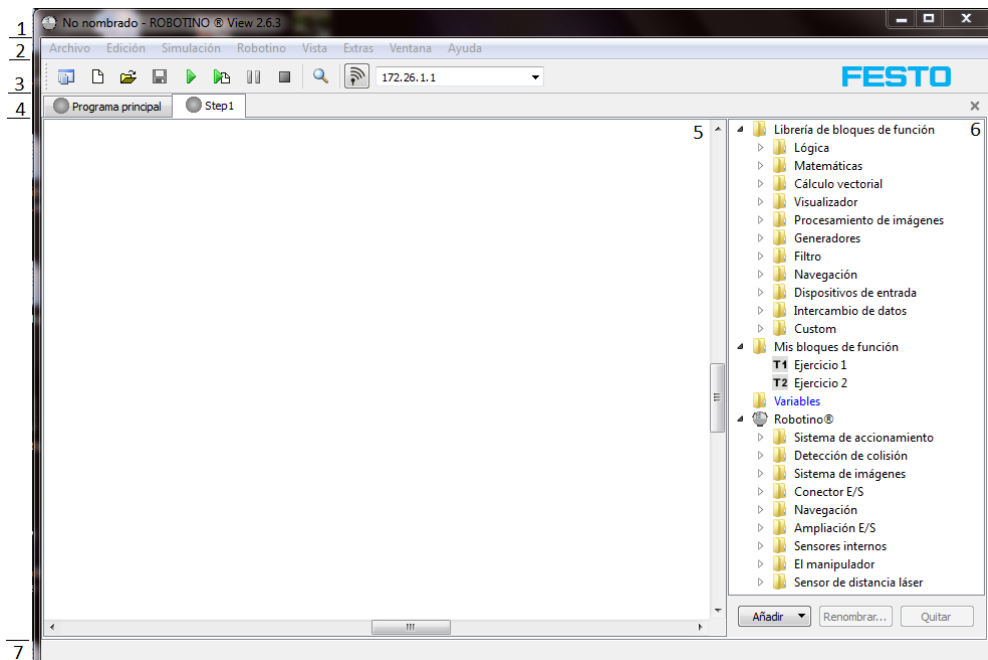 1 No nombrado - ROBOTINO ® View 2.6.3
2 Archivo Edición Simulación Robotino Vista Extras Ventana Ayuda
3 172.26.1.1 FESTO
4 Programa principal Step1
5 6
Librería de bloques de función
Lógica
Matemáticas
Cálculo vectorial
Visualizador
Procesamiento de imágenes
Generadores
Filtro
Navegación
Dispositivos de entrada
Intercambio de datos
Custom
Mis bloques de función
T1 Ejercicio 1
T2 Ejercicio 2
Variables
Robotino®
Sistema de accionamiento
Detección de colisión
Sistema de imágenes
Conector E/S
Navegación
Ampliación E/S
Sensores internos
El manipulador
Sensor de distancia láser
Añadir Renombrar... Quitar
7